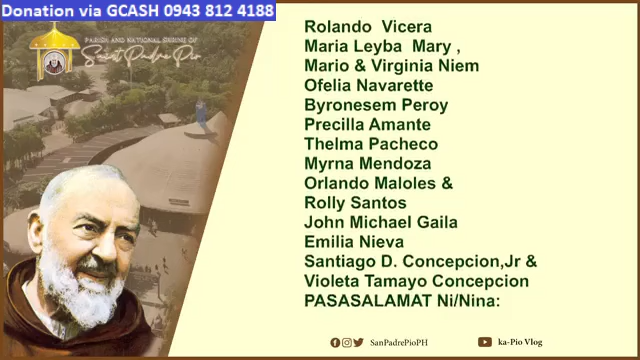 Donation via GCASH 0943 812 4188
PARISH AND NATIONAL SHRINE OF
Saint Padre Pio
Rolando Vicera
Maria Leyba Mary ,
Mario & Virginia Niem
Ofelia Navarette
Byronesem Peroy
Precilla Amante
Thelma Pacheco
Myrna Mendoza
Orlando Maloles &
Rolly Santos
John Michael Gaila
Emilia Nieva
Santiago D. Concepcion,Jr &
Violeta Tamayo Concepcion
PASASALAMAT Ni/Nina:
SanPadrePioPH
ka-Pio Vlog